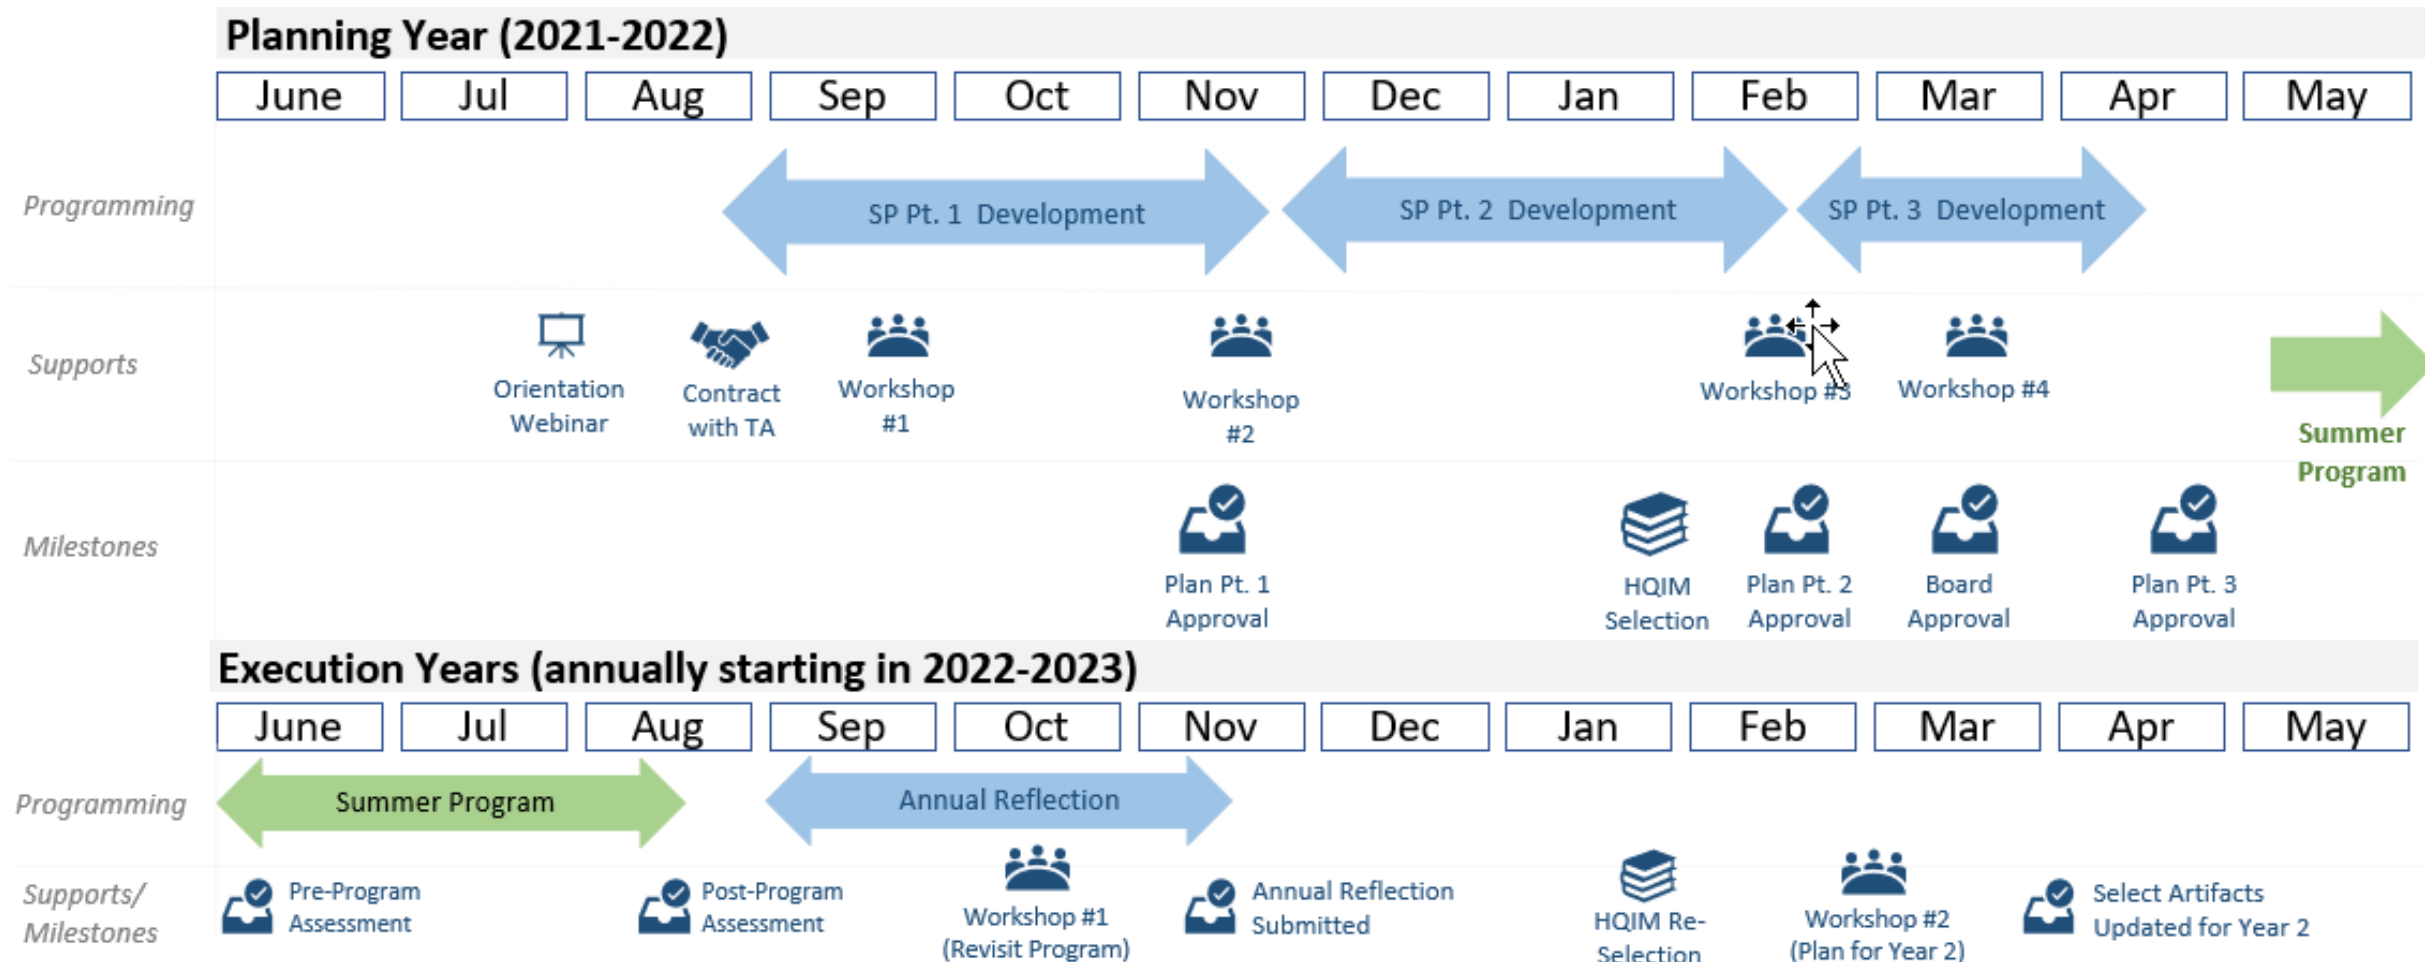 Planning Year (2021-2022)
June Jul Aug Sep Oct Nov Dec Jan Feb Mar Apr May
Programming
SP Pt. 1 Development
SP Pt. 2 Development
SP Pt. 3 Development
Supports
Orientation
Webinar
Contract
with TA
Workshop
#1
Workshop
#2
Workshop #3
Workshop #4
Summer
Program
Milestones
Plan Pt. 1
Approval
HQIM
Selection
Plan Pt. 2
Approval
Board
Approval
Plan Pt. 3
Approval
Execution Years (annually starting in 2022-2023)
June Jul Aug Sep Oct Nov Dec Jan Feb Mar Apr May
Programming
Summer Program
Annual Reflection
Supports/
Milestones
Pre-Program
Assessment
Post-Program
Assessment
Workshop #1
(Revisit Program)
Annual Reflection
Submitted
HQIM Re-
Selection
Workshop #2
(Plan for Year 2)
Select Artifacts
Updated for Year 2